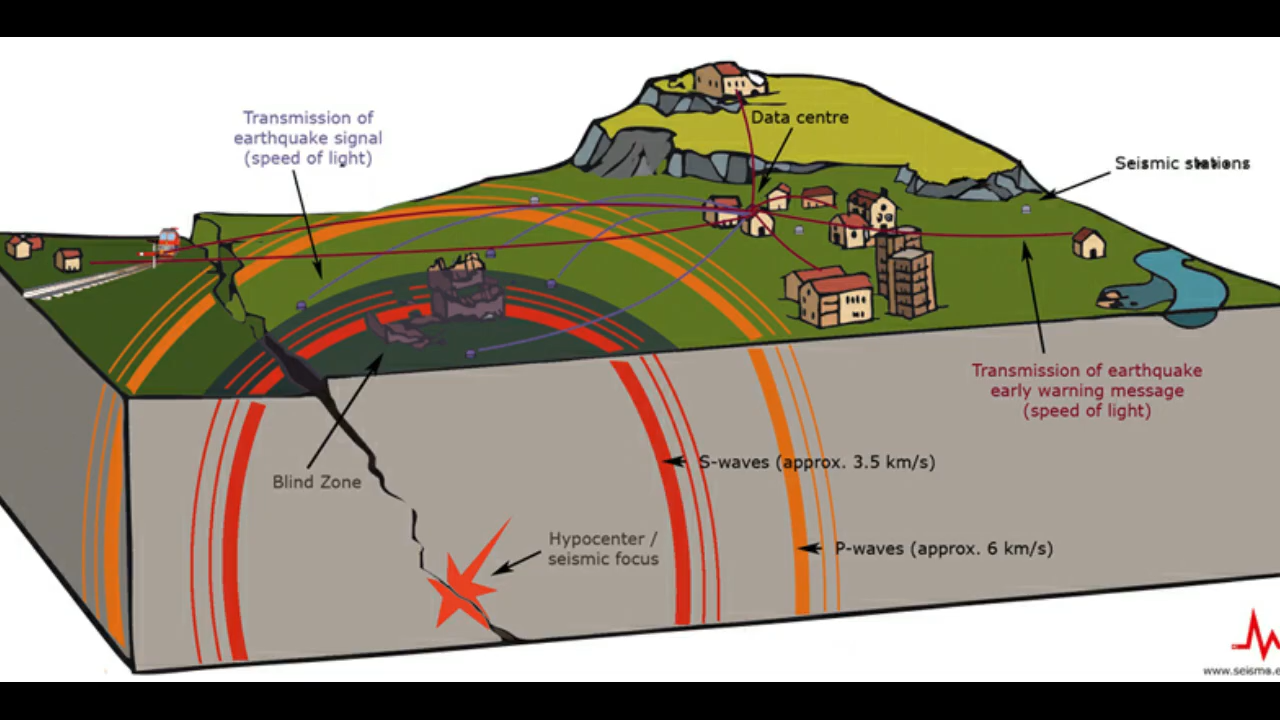 Transmission of
earthquake signal
(speed of light)
Data centre
Seismic stations
Transmission of earthquake
early warning message
(speed of light)
S-waves (approx. 3.5 km/s)
Blind Zone
Hypocenter /
seismic focus
P-waves (approx. 6 km/s)